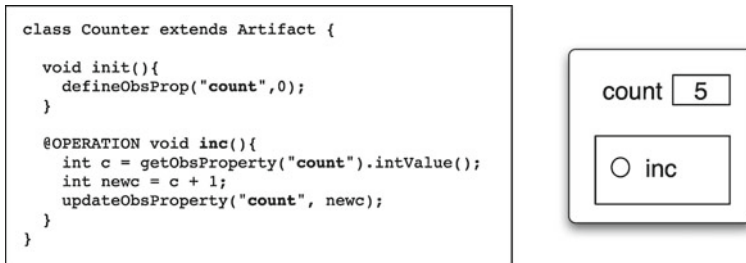 class Counter extends Artifact {
void init(){
defineObsProp("count",0);
}
@OPERATION void inc(){
int c = getObsProperty("count").intValue();
int newc = c + 1;
updateObsProperty("count", newc);
}
}
count 5
inc